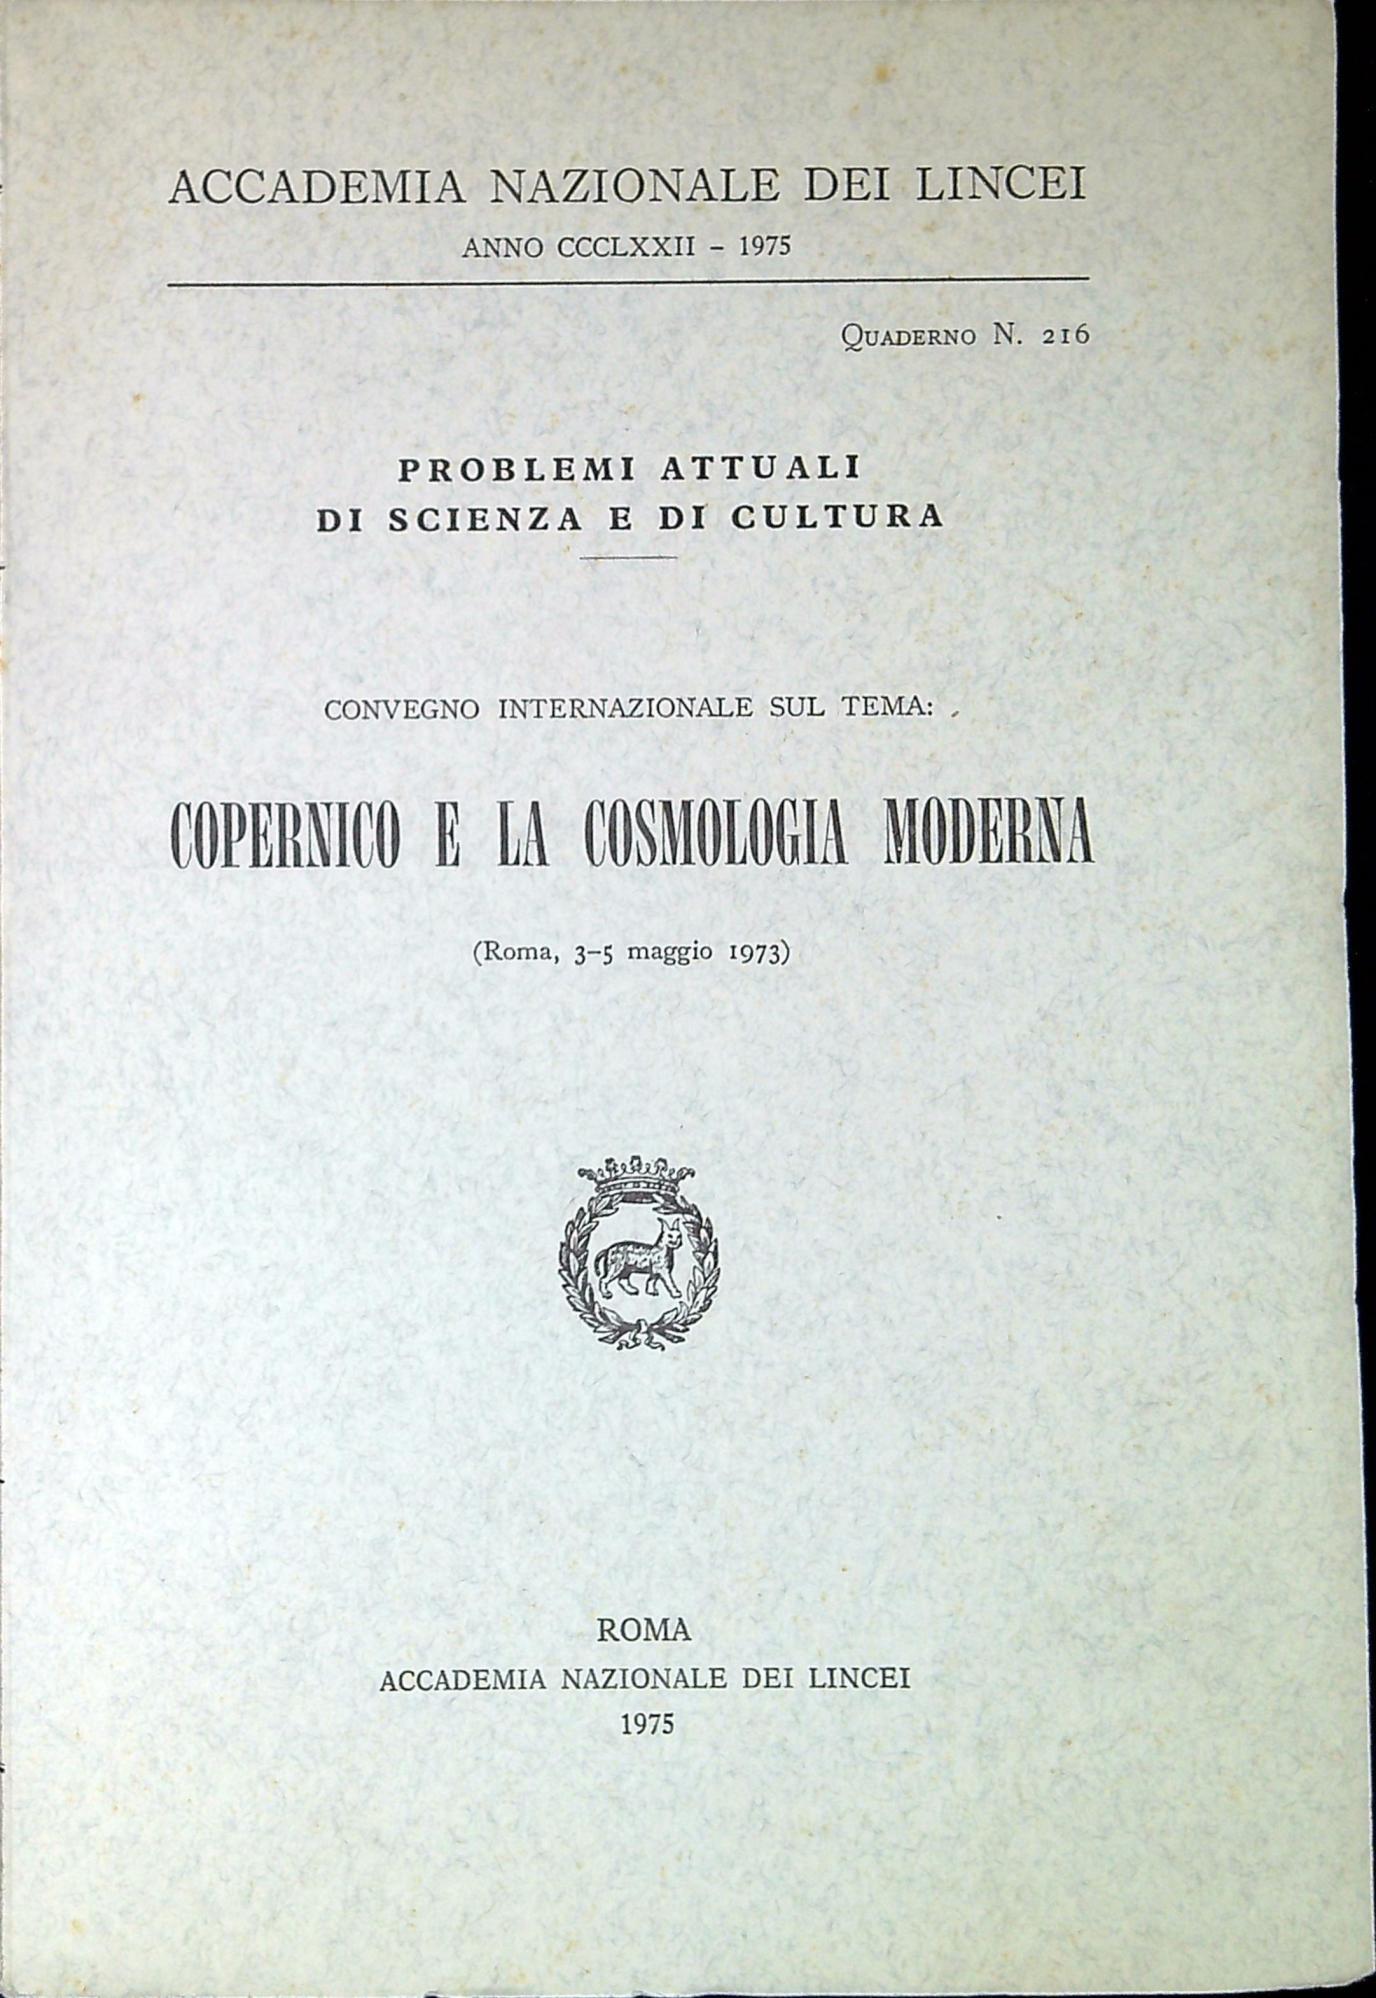 ACCADEMIA NAZIONALE DEI LINCEI
ANNO CCCLXXII – 1975
QUADERNO N. 216
PROBLEMI ATTUALI
DI SCIENZA E DI CULTURA
CONVEGNO INTERNAZIONALE SUL TEMA:
COPERNICO E LA COSMOLOGIA MODERNA
(Roma, 3–5 maggio 1973)
ROMA
ACCADEMIA NAZIONALE DEI LINCEI
1975